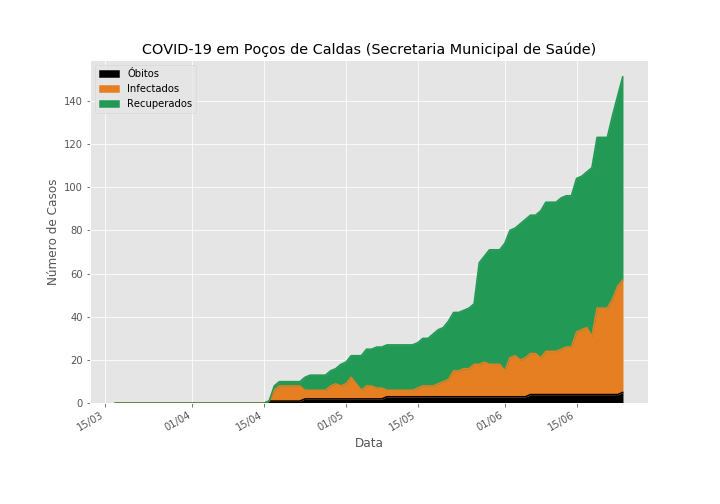 COVID-19 em Poços de Caldas (Secretaria Municipal de Saúde)
Óbitos
Infectados
Recuperados
140
120
100
80
60
40
20
0
Número de Casos
15/03
01/04
15/04
01/05
15/05
01/06
15/06
Data